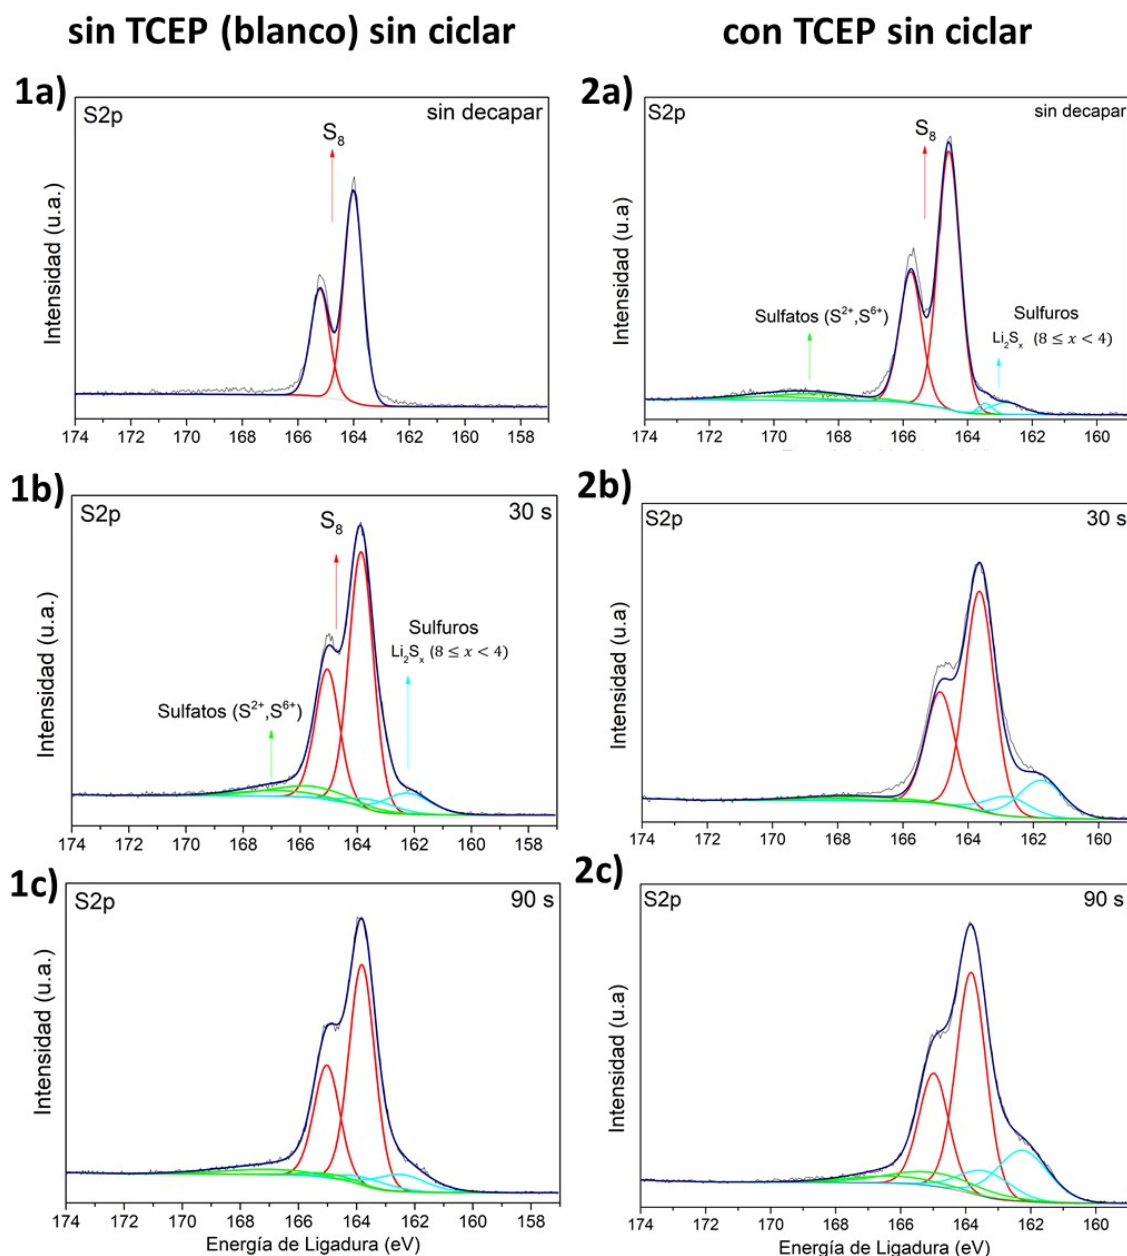 sin TCEP (blanco) sin ciclar
con TCEP sin ciclar
1a)
S2p
sin decapar
S8
Intensidad (u.a.)
174 172 170 168 166 164 162 160 158
2a)
S2p
sin decapar
S8
Sulfatos (S2+,S6+)
Sulfuros
Li2Sx (8 ≤ x < 4)
Intensidad (u.a)
174 172 170 168 166 164 162 160
1b)
S2p
30 s
S8
Sulfuros
Li2Sx (8 ≤ x < 4)
Sulfatos (S2+,S6+)
Intensidad (u.a.)
174 172 170 168 166 164 162 160 158
2b)
S2p
30 s
Intensidad (u.a)
174 172 170 168 166 164 162 160
1c)
S2p
90 s
Intensidad (u.a.)
174 172 170 168 166 164 162 160 158
Energía de Ligadura (eV)
2c)
S2p
90 s
Intensidad (u.a)
174 172 170 168 166 164 162 160
Energía de Ligadura (eV)